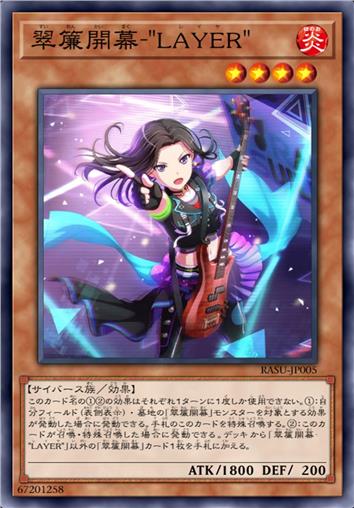 翠簾開幕-"LAYER"
炎
RASU-JP005
【サイバース族／効果】
このカード名の①②の効果はそれぞれ1ターンに1度しか使用できない。①：自
分フィールド（表側表示）・墓地の「翠簾開幕」モンスターを対象とする効果
が発動した場合に発動できる。手札のこのカードを特殊召喚する。②：このカ
ードが召喚・特殊召喚した場合に発動できる。デッキから「翠簾開幕-
"LAYER"」以外の「翠簾開幕」カード1枚を手札に加える。
ATK/1800 DEF/ 200
67201258